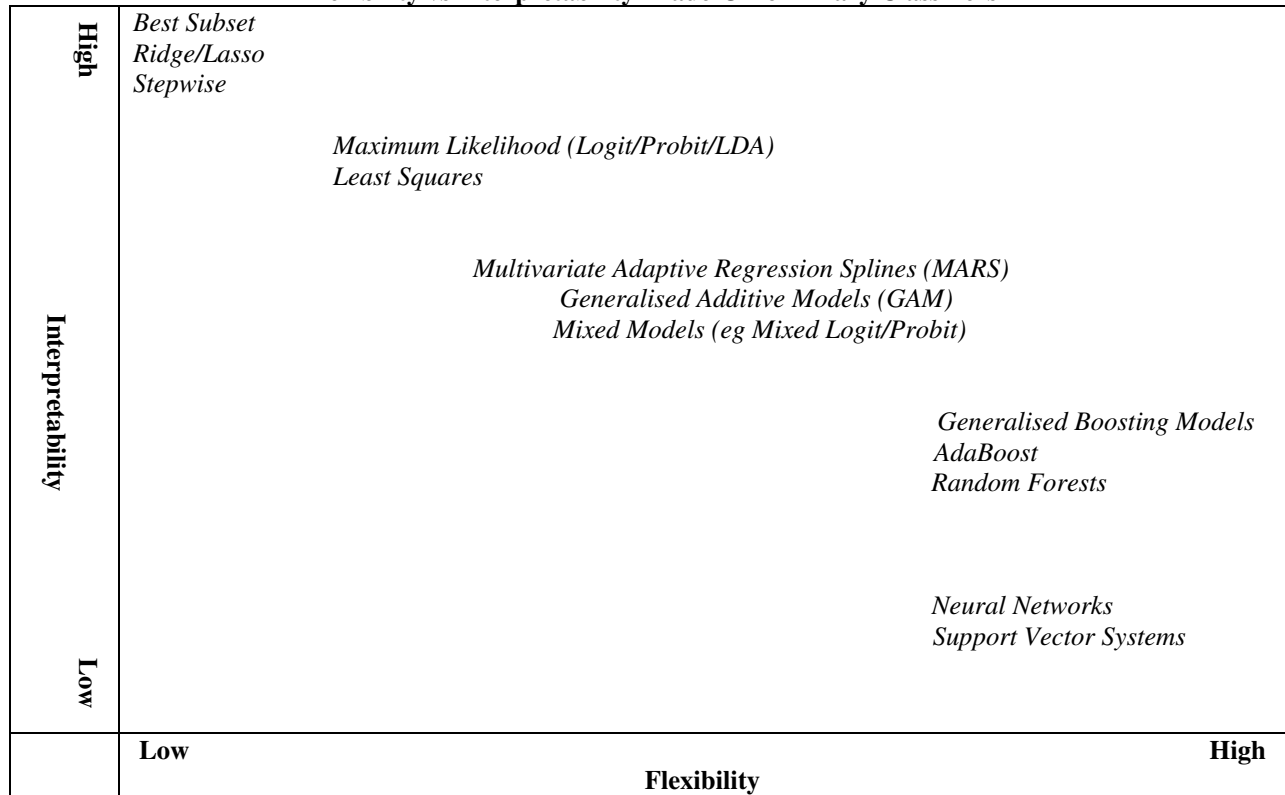 High
Best Subset
Ridge/Lasso
Stepwise
Maximum Likelihood (Logit/Probit/LDA)
Least Squares
Multivariate Adaptive Regression Splines (MARS)
Generalised Additive Models (GAM)
Mixed Models (eg Mixed Logit/Probit)
Interpretability
Generalised Boosting Models
AdaBoost
Random Forests
Neural Networks
Support Vector Systems
Low
Low
High
Flexibility